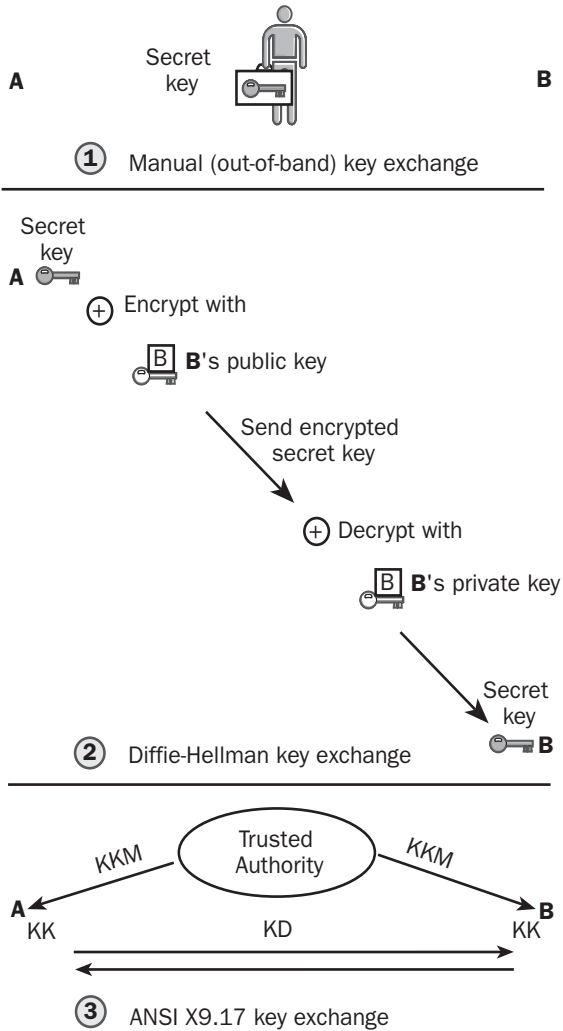 Secret
key
A
B
1 Manual (out-of-band) key exchange
Secret
key
A
+ Encrypt with
B B's public key
Send encrypted
secret key
+ Decrypt with
B B's private key
Secret
key
B
2 Diffie-Hellman key exchange
Trusted
Authority
KKM
KKM
A
B
KK
KD
KK
3 ANSI X9.17 key exchange